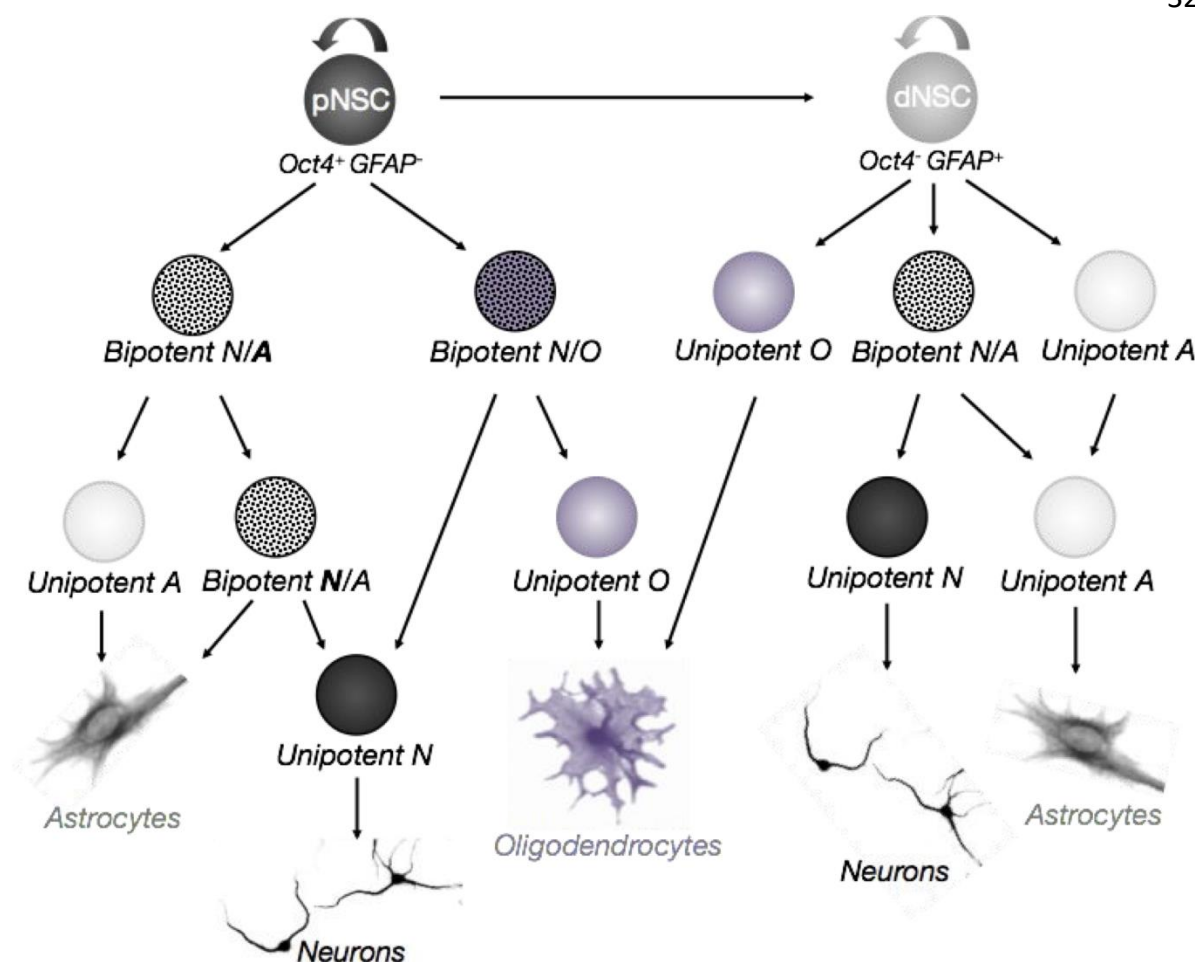 pNSC
dNSC
Oct4⁺ GFAP⁻
Oct4⁻ GFAP⁺
Bipotent N/A
Bipotent N/O
Unipotent O
Bipotent N/A
Unipotent A
Unipotent A
Bipotent N/A
Unipotent O
Unipotent N
Unipotent A
Unipotent N
Astrocytes
Oligodendrocytes
Astrocytes
Neurons
Neurons